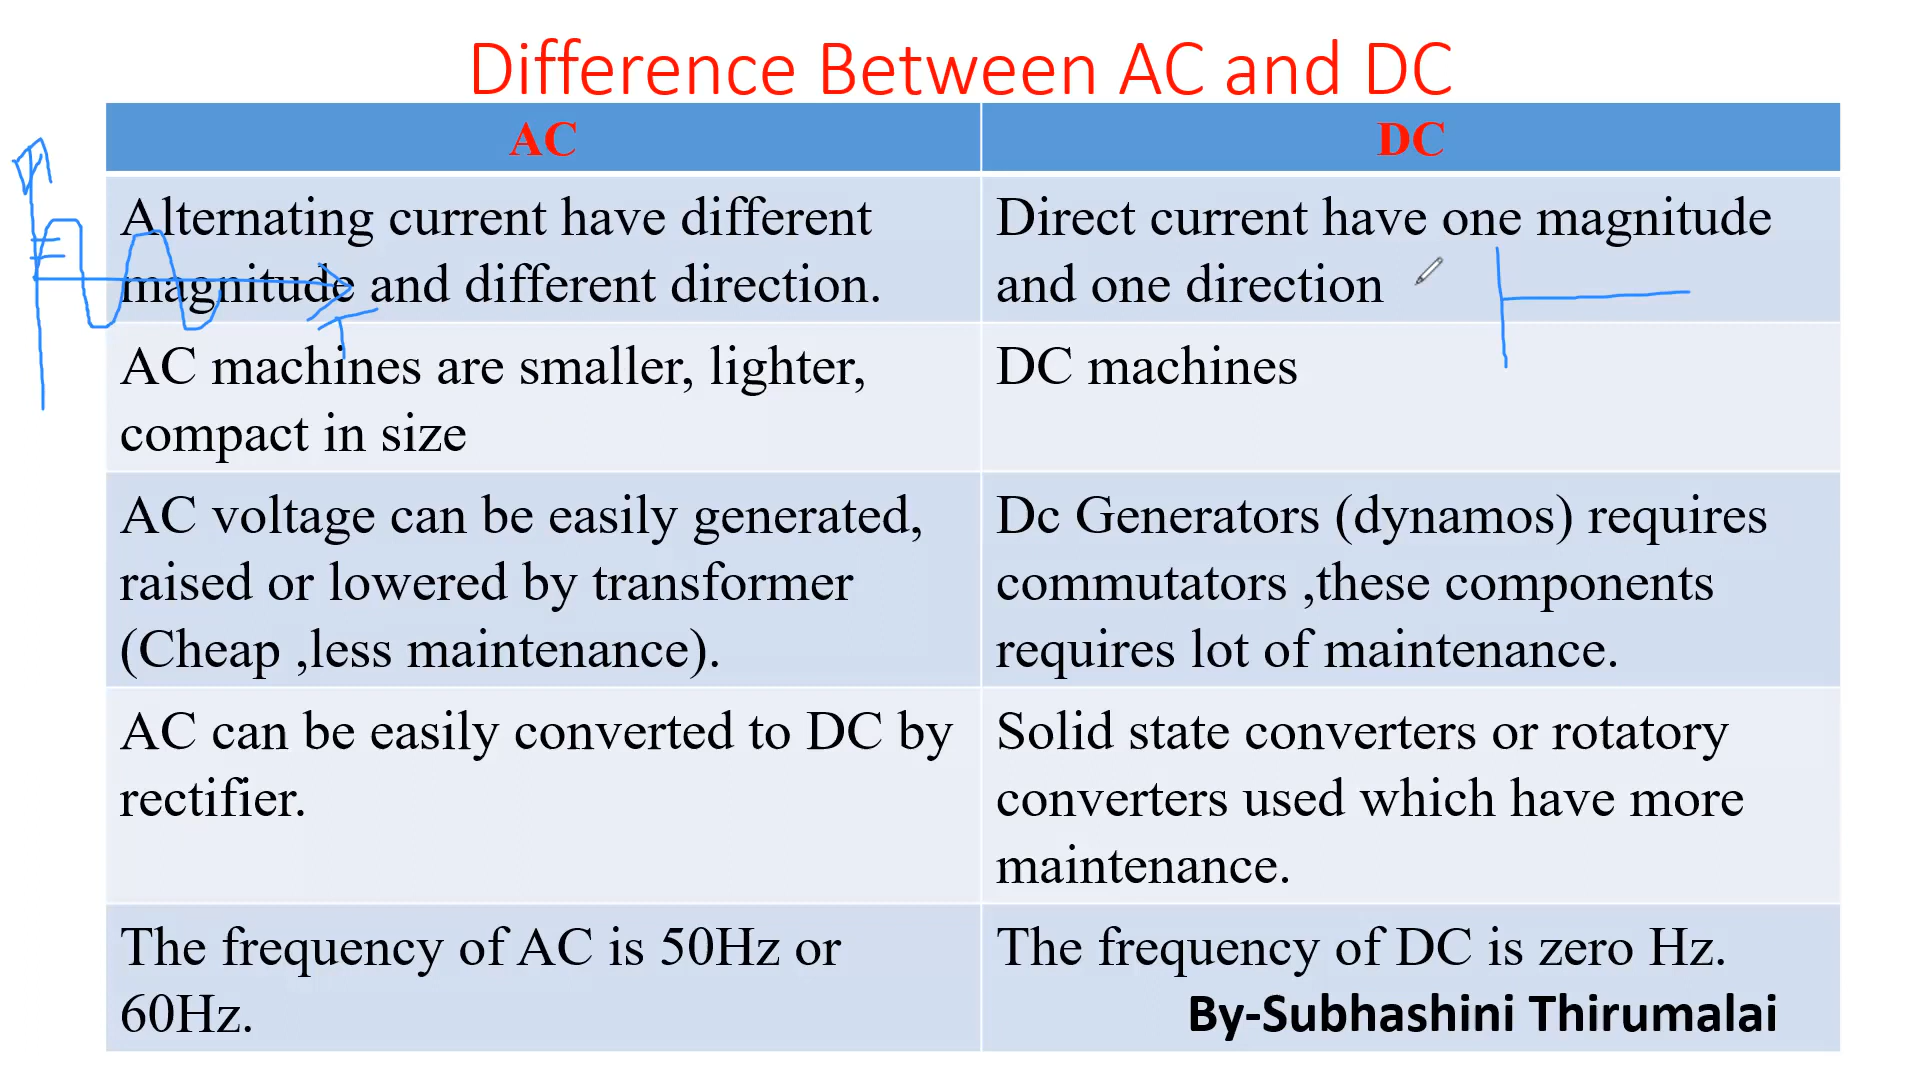 Difference Between AC and DC
AC
DC
Alternating current have different
magnitude and different direction.
Direct current have one magnitude
and one direction
AC machines are smaller, lighter,
compact in size
DC machines
AC voltage can be easily generated,
raised or lowered by transformer
(Cheap ,less maintenance).
Dc Generators (dynamos) requires
commutators ,these components
requires lot of maintenance.
AC can be easily converted to DC by
rectifier.
Solid state converters or rotatory
converters used which have more
maintenance.
The frequency of AC is 50Hz or
60Hz.
The frequency of DC is zero Hz.
By-Subhashini Thirumalai
T